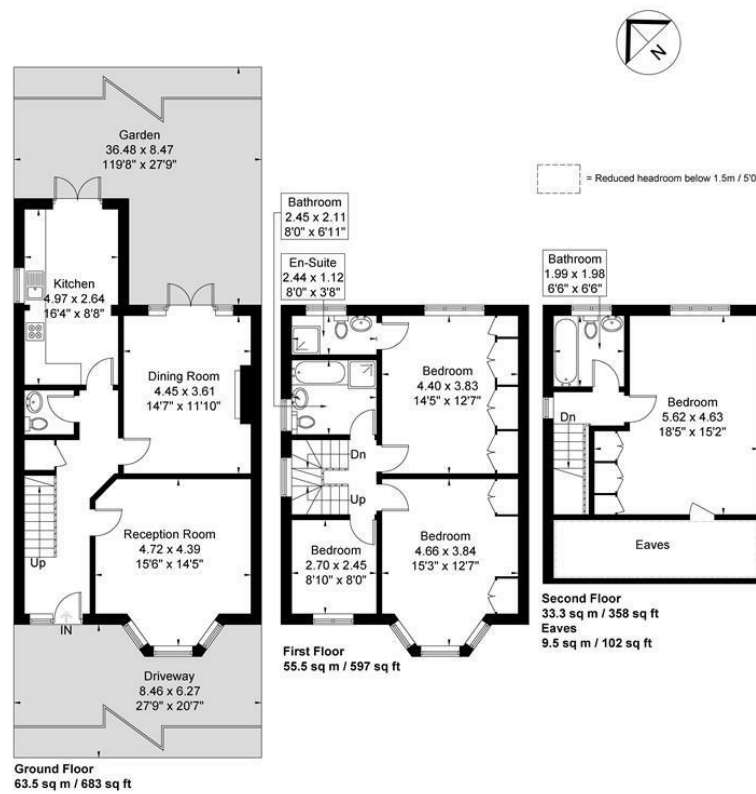 N
= Reduced headroom below 1.5m / 5'0
Garden
36.48 x 8.47
119'8" x 27'9"
Kitchen
4.97 x 2.64
16'4" x 8'8"
Dining Room
4.45 x 3.61
14'7" x 11'10"
Reception Room
4.72 x 4.39
15'6" x 14'5"
Up
IN
Driveway
8.46 x 6.27
27'9" x 20'7"
Ground Floor
63.5 sq m / 683 sq ft
Bathroom
2.45 x 2.11
8'0" x 6'11"
En-Suite
2.44 x 1.12
8'0" x 3'8"
Bedroom
4.40 x 3.83
14'5" x 12'7"
Dn
Up
Bedroom
2.70 x 2.45
8'10" x 8'0"
Bedroom
4.66 x 3.84
15'3" x 12'7"
First Floor
55.5 sq m / 597 sq ft
Bathroom
1.99 x 1.98
6'6" x 6'6"
Dn
Bedroom
5.62 x 4.63
18'5" x 15'2"
Eaves
Second Floor
33.3 sq m / 358 sq ft
Eaves
9.5 sq m / 102 sq ft